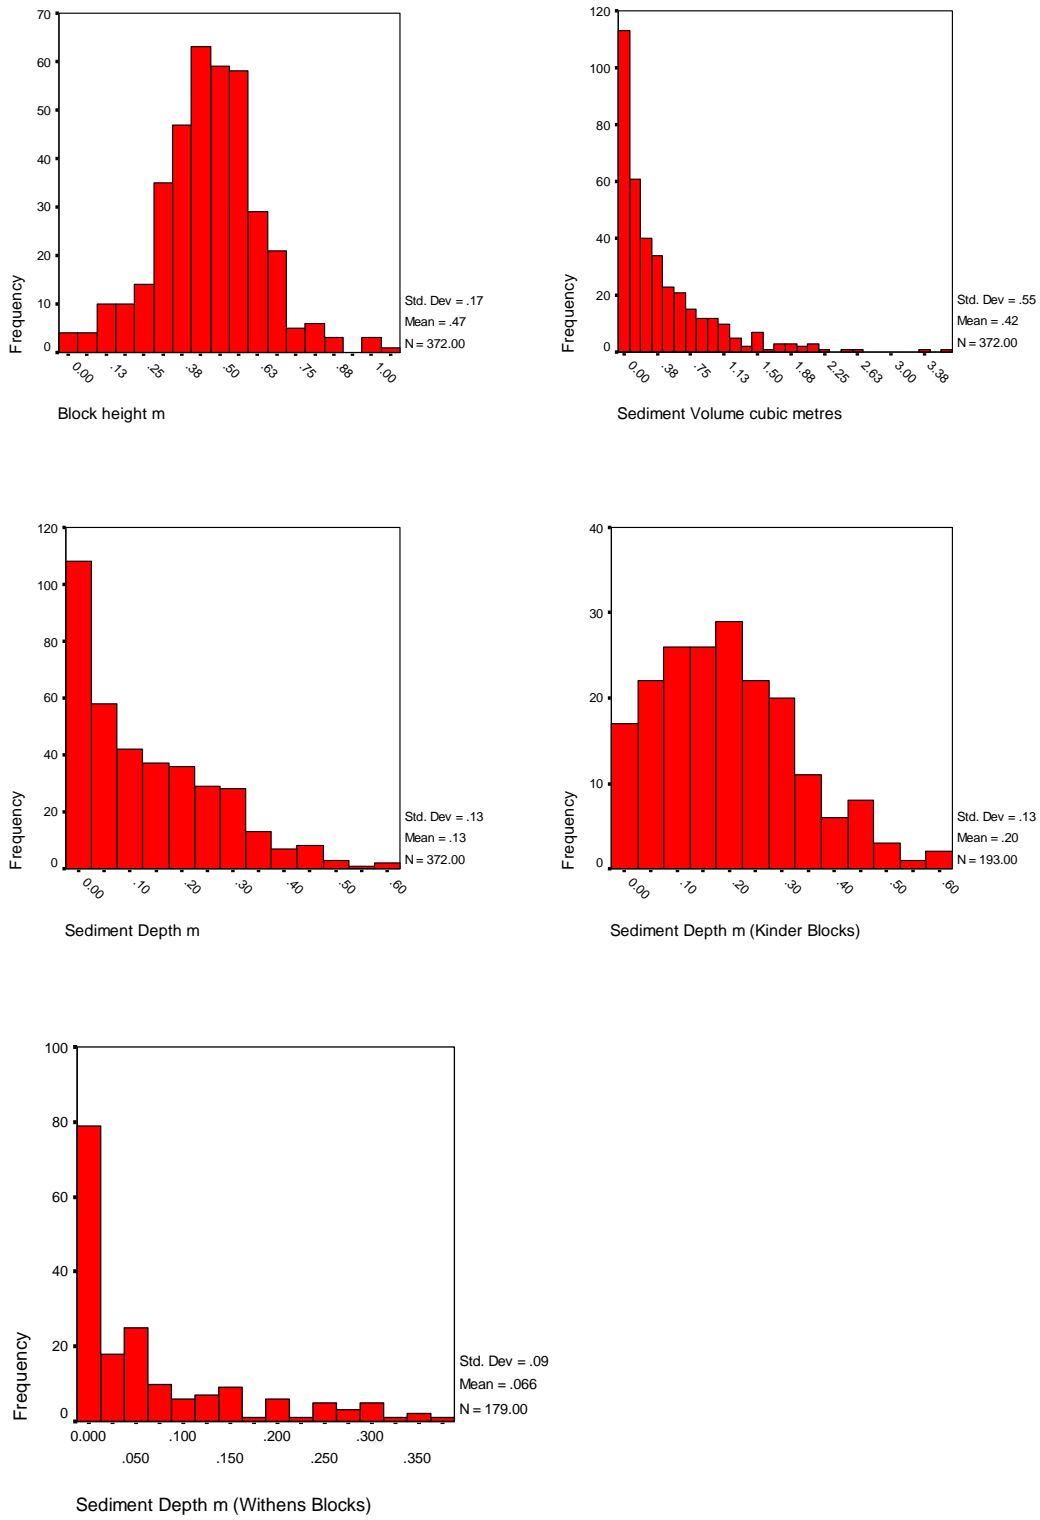 70
60
50
40
30
20
10
0
Frequency
0.00 .13 .25 .38 .50 .63 .75 .88 1.00
Std. Dev = .17
Mean = .47
N = 372.00
Block height m
120
100
80
60
40
20
0
Frequency
0.00 .38 .75 1.13 1.50 1.88 2.25 2.63 3.00 3.38
Std. Dev = .55
Mean = .42
N = 372.00
Sediment Volume cubic metres
120
100
80
60
40
20
0
Frequency
0.00 .10 .20 .30 .40 .50 .60
Std. Dev = .13
Mean = .13
N = 372.00
Sediment Depth m
40
30
20
10
0
Frequency
0.00 .10 .20 .30 .40 .50 .60
Std. Dev = .13
Mean = .20
N = 193.00
Sediment Depth m (Kinder Blocks)
100
80
60
40
20
0
Frequency
0.000 .100 .200 .300
.050 .150 .250 .350
Std. Dev = .09
Mean = .066
N = 179.00
Sediment Depth m (Withens Blocks)